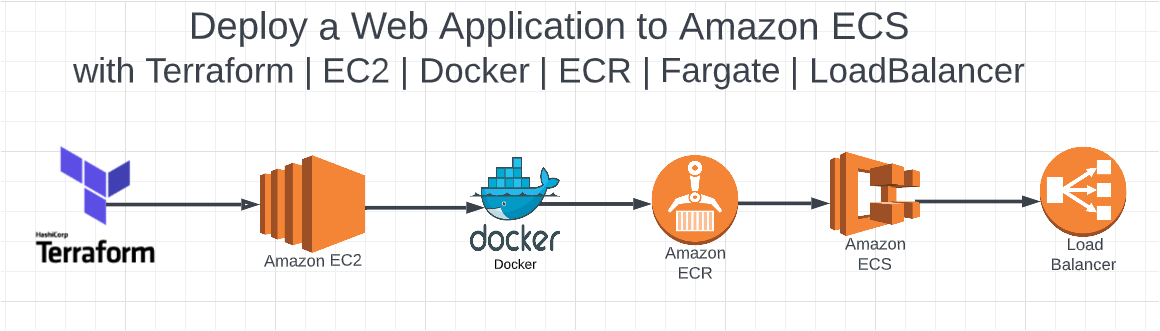 Deploy a Web Application to Amazon ECS
with Terraform | EC2 | Docker | ECR | Fargate | LoadBalancer
HashiCorp
Terraform
Amazon EC2
docker
Docker
Amazon
ECR
Amazon
ECS
Load
Balancer